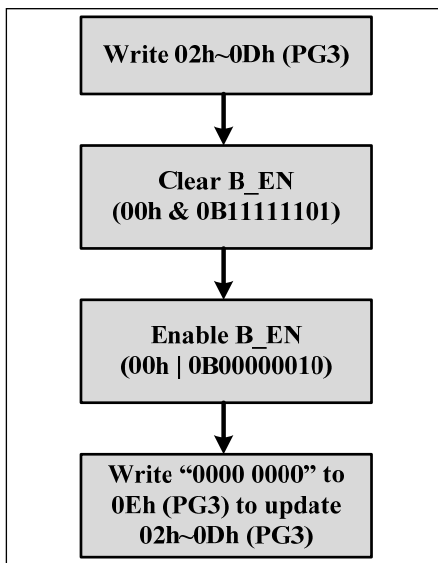 Write 02h~0Dh (PG3)
Clear B_EN
(00h & 0B11111101)
Enable B_EN
(00h | 0B00000010)
Write “0000 0000” to
0Eh (PG3) to update
02h~0Dh (PG3)